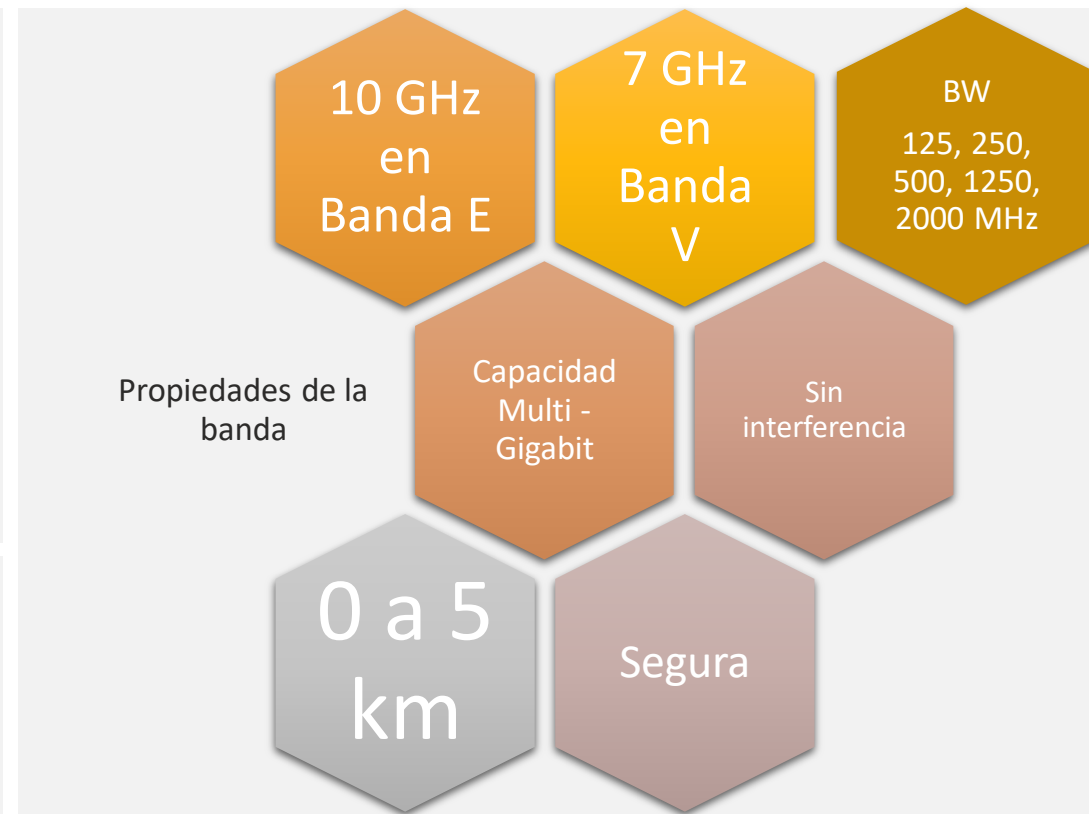 10 GHz
en
Banda E
7 GHz
en
Banda
V
BW
125, 250,
500, 1250,
2000 MHz
Propiedades de la
banda
Capacidad
Multi -
Gigabit
Sin
interferencia
0 a 5
km
Segura